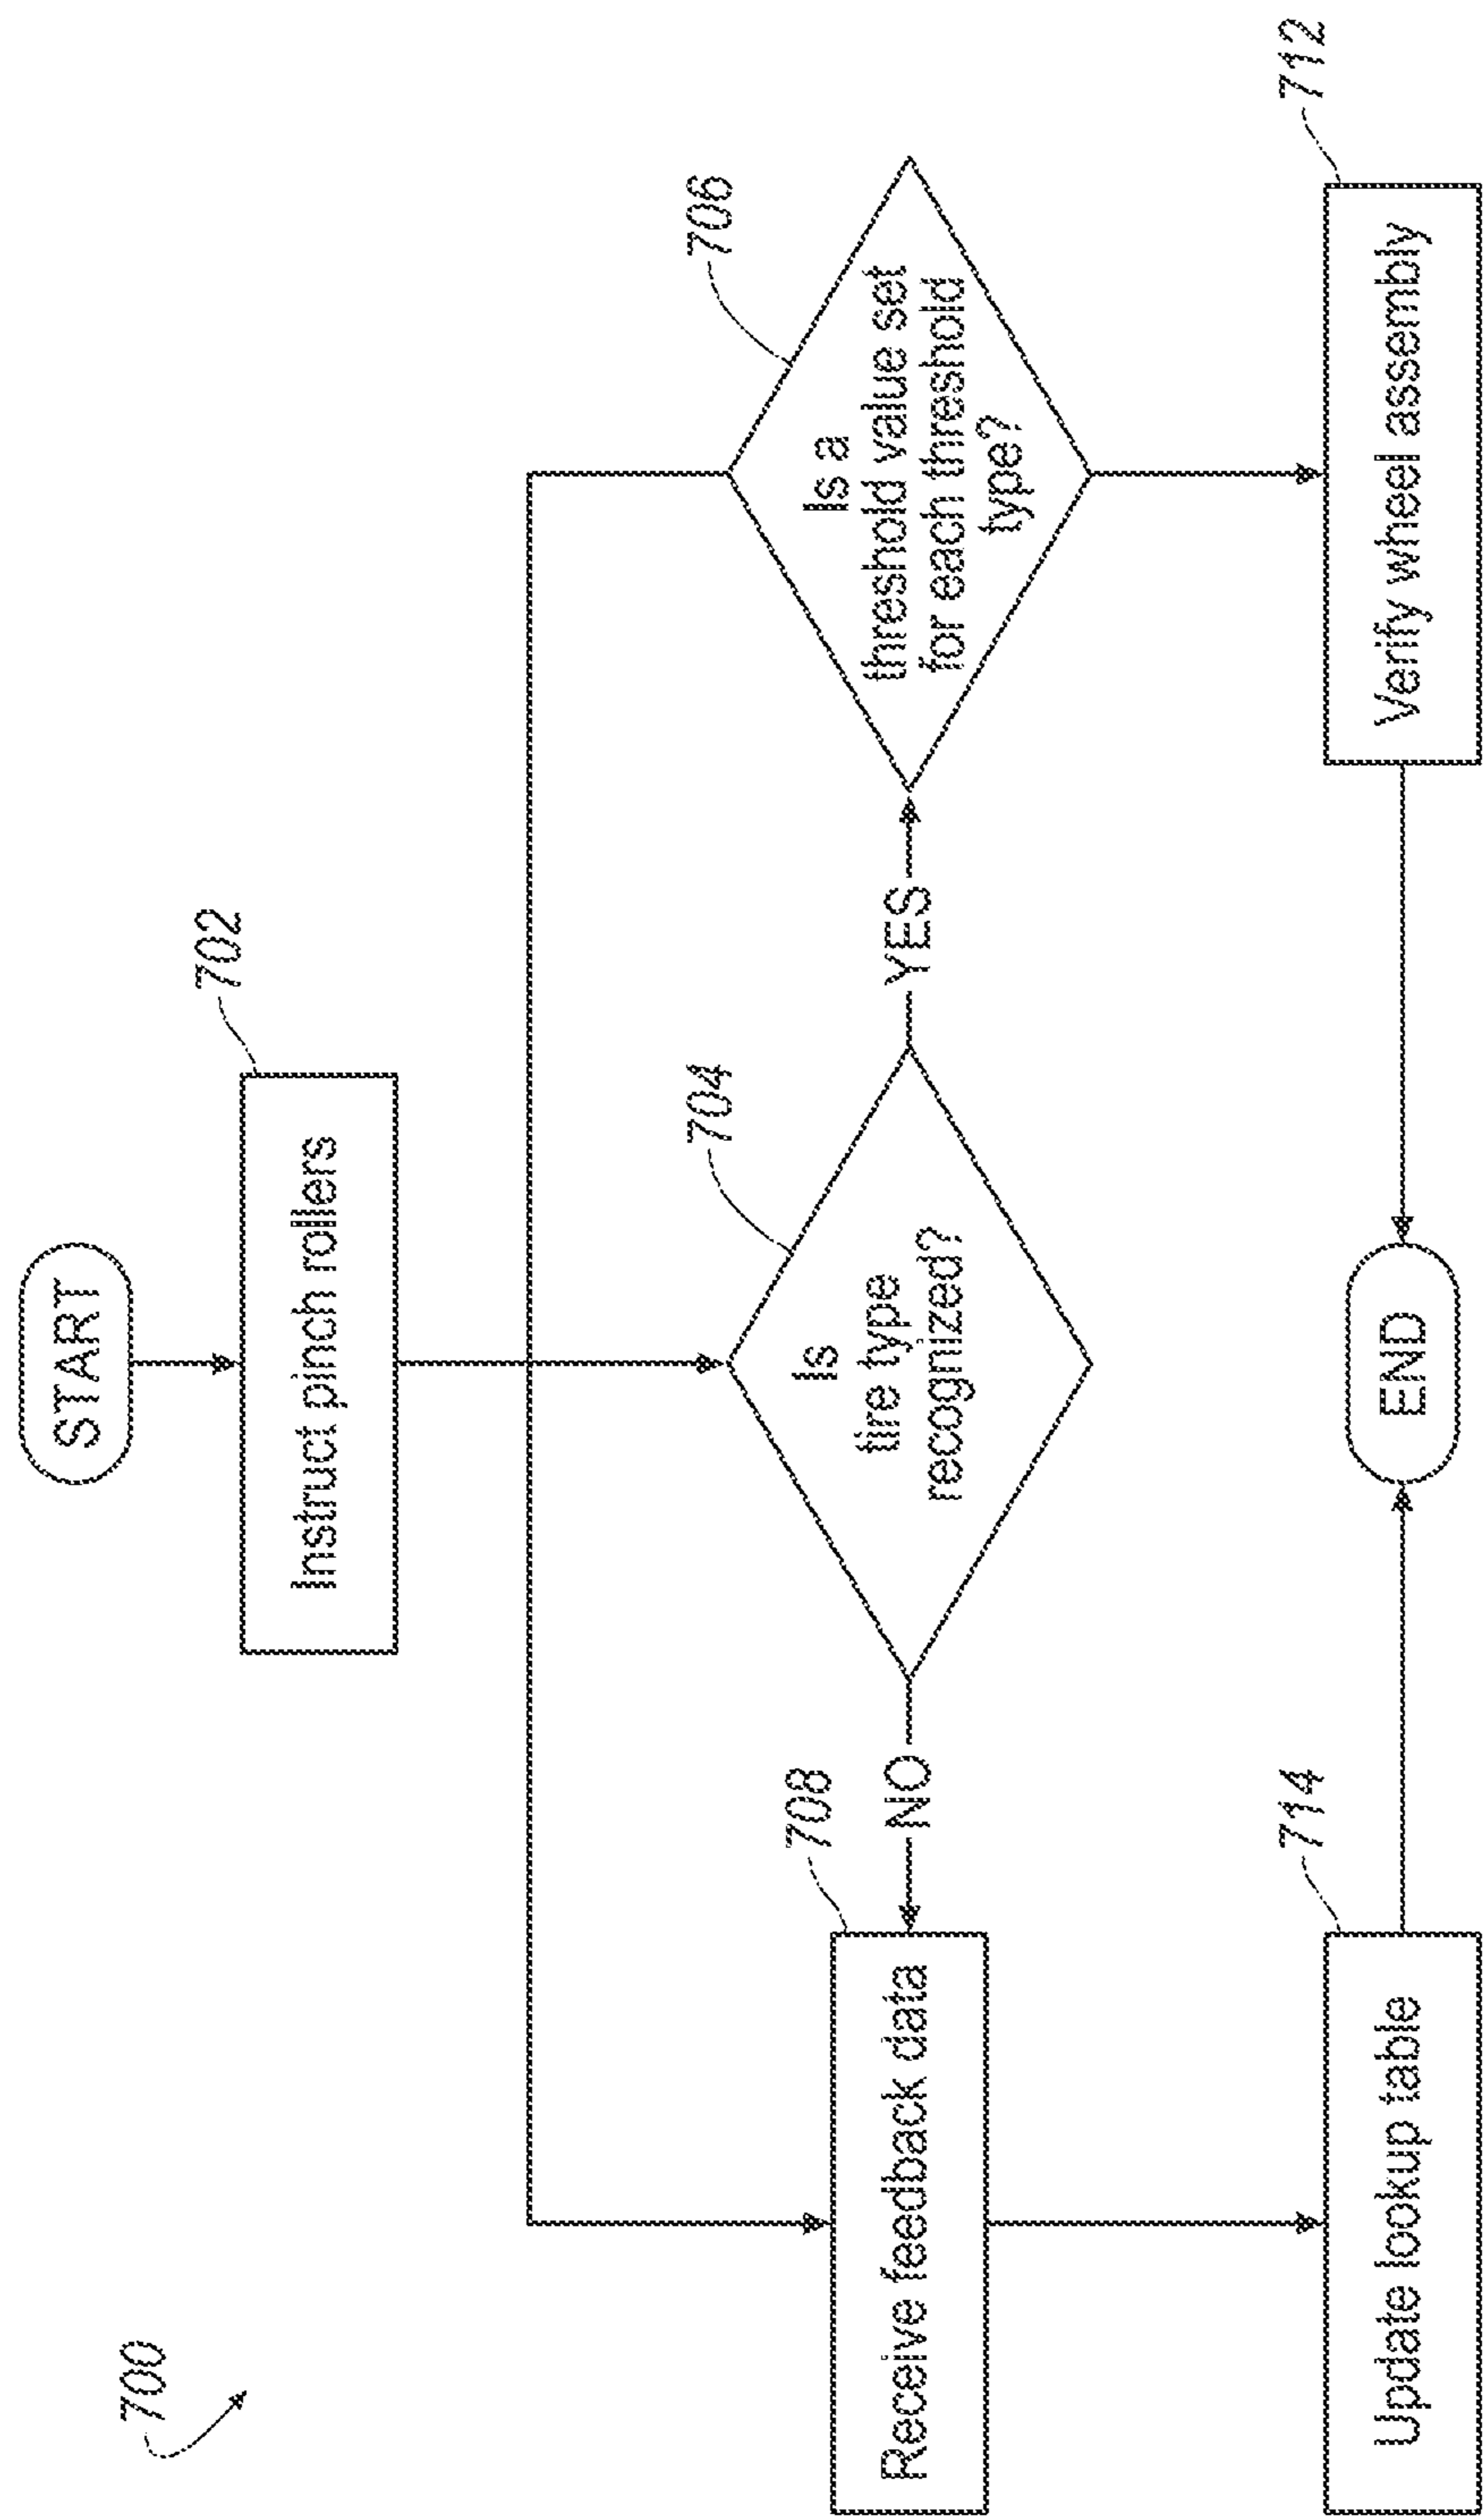 700
START
702
Instruct pinch rollers
704
Is
tire type
recognized?
YES
NO
706
Is a
threshold value set
for each threshold
type?
708
Receive feedback data
714
Update lookup table
712
Verify wheel assembly
END